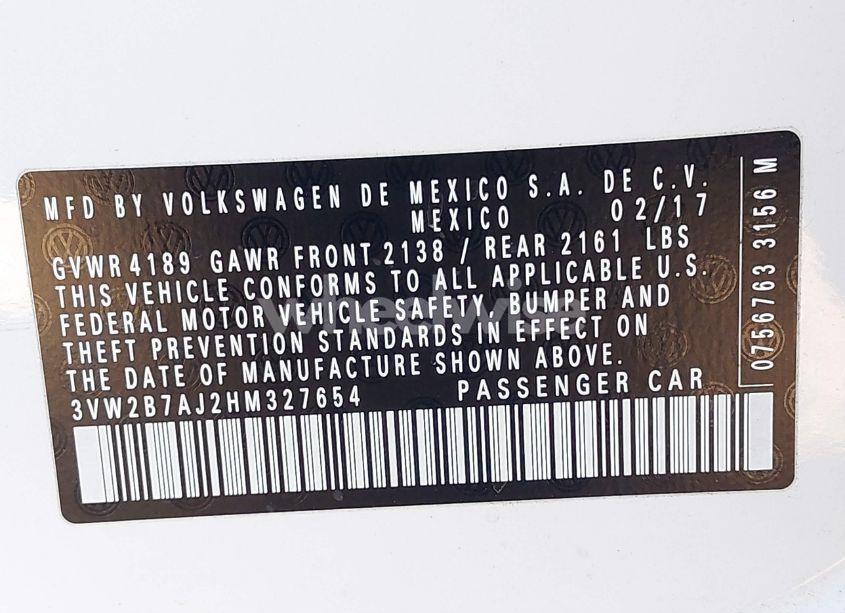 MFD BY VOLKSWAGEN DE MEXICO S.A. DE C.V.
MEXICO 02/17
GVWR 4189 GAWR FRONT 2138 / REAR 2161 LBS
THIS VEHICLE CONFORMS TO ALL APPLICABLE U.S.
FEDERAL MOTOR VEHICLE SAFETY, BUMPER AND
THEFT PREVENTION STANDARDS IN EFFECT ON
THE DATE OF MANUFACTURE SHOWN ABOVE.
3VW2B7AJ2HM327654 PASSENGER CAR
0756763 3156 M
wheelwise